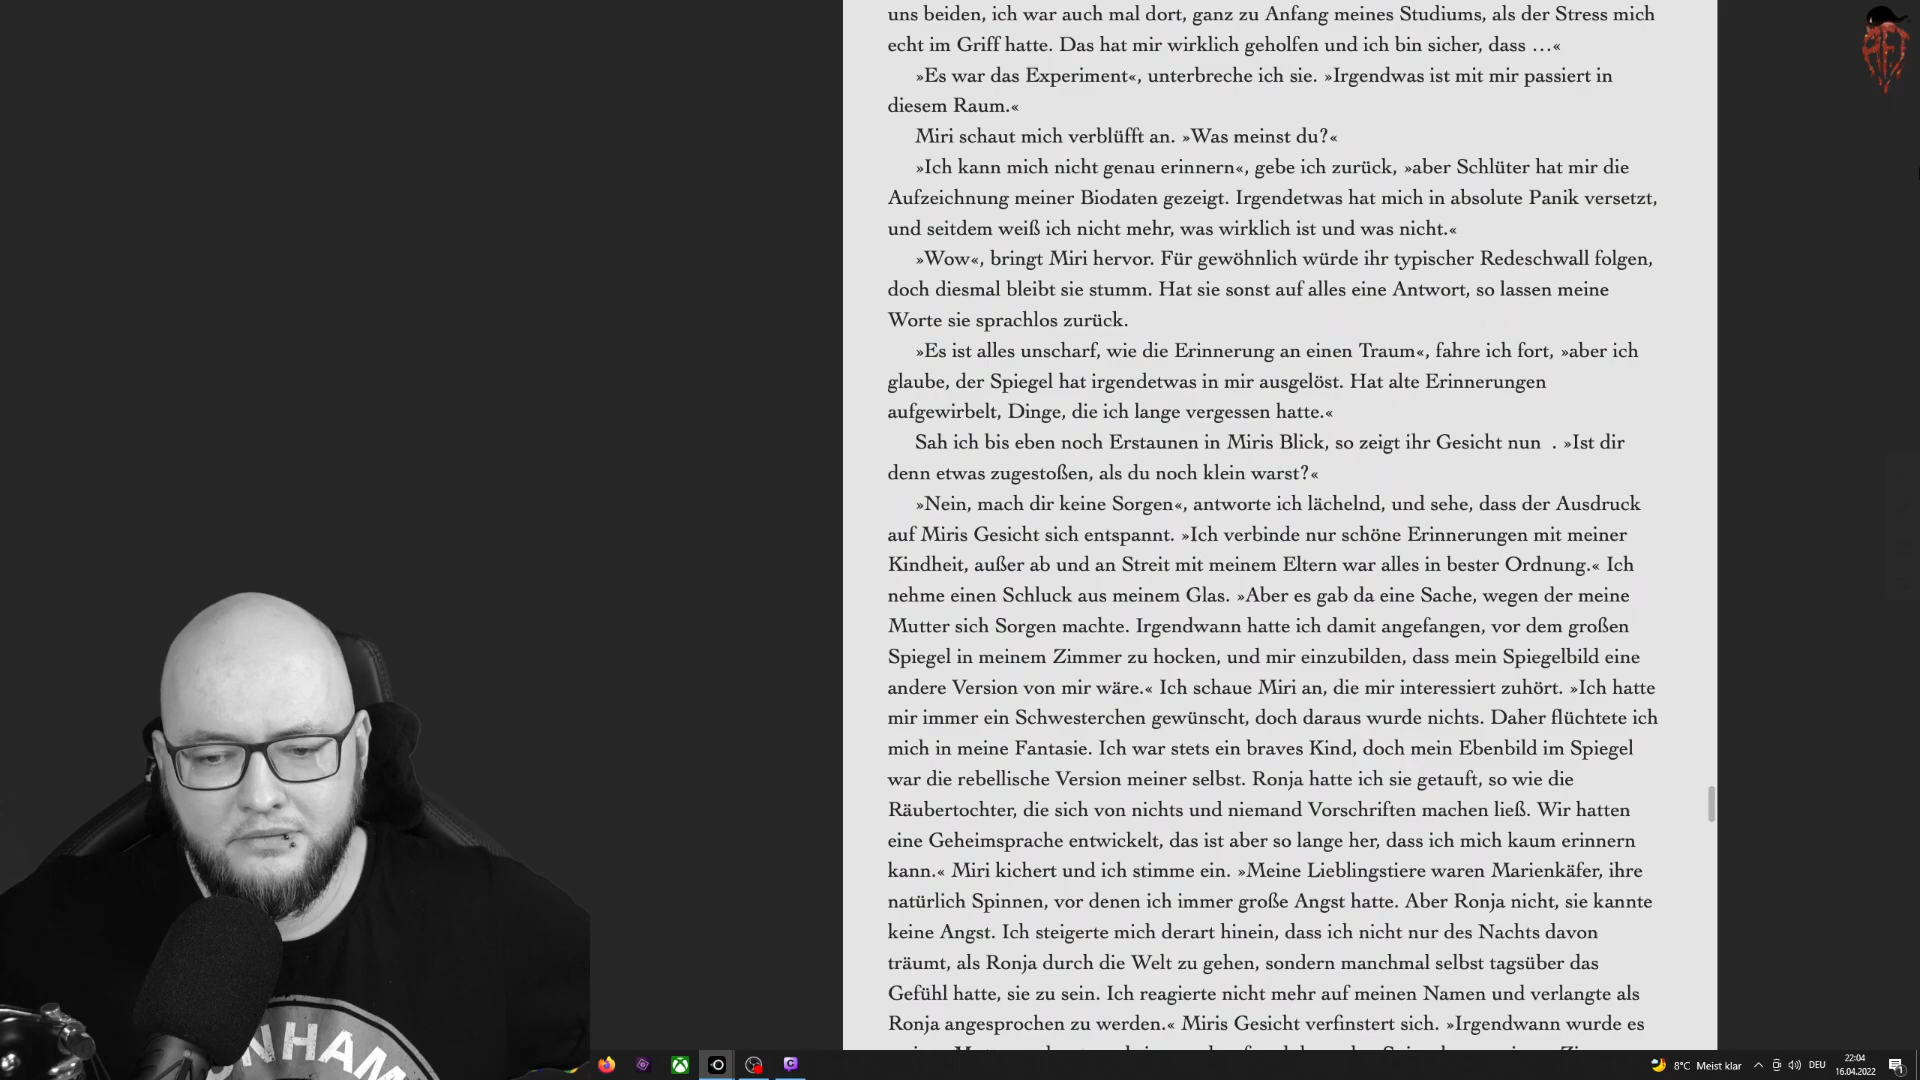 uns beiden, ich war auch mal dort, ganz zu Anfang meines Studiums, als der Stress mich
echt im Griff hatte. Das hat mir wirklich geholfen und ich bin sicher, dass …«
»Es war das Experiment«, unterbreche ich sie. »Irgendwas ist mit mir passiert in
diesem Raum.«
Miri schaut mich verblüfft an. »Was meinst du?«
»Ich kann mich nicht genau erinnern«, gebe ich zurück, »aber Schlüter hat mir die
Aufzeichnung meiner Biodaten gezeigt. Irgendetwas hat mich in absolute Panik versetzt,
und seitdem weiß ich nicht mehr, was wirklich ist und was nicht.«
»Wow«, bringt Miri hervor. Für gewöhnlich würde ihr typischer Redeschwall folgen,
doch diesmal bleibt sie stumm. Hat sie sonst auf alles eine Antwort, so lassen meine
Worte sie sprachlos zurück.
»Es ist alles unscharf, wie die Erinnerung an einen Traum«, fahre ich fort, »aber ich
glaube, der Spiegel hat irgendetwas in mir ausgelöst. Hat alte Erinnerungen
aufgewirbelt, Dinge, die ich lange vergessen hatte.«
Sah ich bis eben noch Erstaunen in Miris Blick, so zeigt ihr Gesicht nun . »Ist dir
denn etwas zugestoßen, als du noch klein warst?«
»Nein, mach dir keine Sorgen«, antworte ich lächelnd, und sehe, dass der Ausdruck
auf Miris Gesicht sich entspannt. »Ich verbinde nur schöne Erinnerungen mit meiner
Kindheit, außer ab und an Streit mit meinem Eltern war alles in bester Ordnung.« Ich
nehme einen Schluck aus meinem Glas. »Aber es gab da eine Sache, wegen der meine
Mutter sich Sorgen machte. Irgendwann hatte ich damit angefangen, vor dem großen
Spiegel in meinem Zimmer zu hocken, und mir einzubilden, dass mein Spiegelbild eine
andere Version von mir wäre.« Ich schaue Miri an, die mir interessiert zuhört. »Ich hatte
mir immer ein Schwesterchen gewünscht, doch daraus wurde nichts. Daher flüchtete ich
mich in meine Fantasie. Ich war stets ein braves Kind, doch mein Ebenbild im Spiegel
war die rebellische Version meiner selbst. Ronja hatte ich sie getauft, so wie die
Räubertochter, die sich von nichts und niemand Vorschriften machen ließ. Wir hatten
eine Geheimsprache entwickelt, das ist aber so lange her, dass ich mich kaum erinnern
kann.« Miri kichert und ich stimme ein. »Meine Lieblingstiere waren Marienkäfer, ihre
natürlich Spinnen, vor denen ich immer große Angst hatte. Aber Ronja nicht, sie kannte
keine Angst. Ich steigerte mich derart hinein, dass ich nicht nur des Nachts davon
träumt, als Ronja durch die Welt zu gehen, sondern manchmal selbst tagsüber das
Gefühl hatte, sie zu sein. Ich reagierte nicht mehr auf meinen Namen und verlangte als
Ronja angesprochen zu werden.« Miris Gesicht verfinstert sich. »Irgendwann wurde es
8°C Meist klar
DEU
22:04
16.04.2022